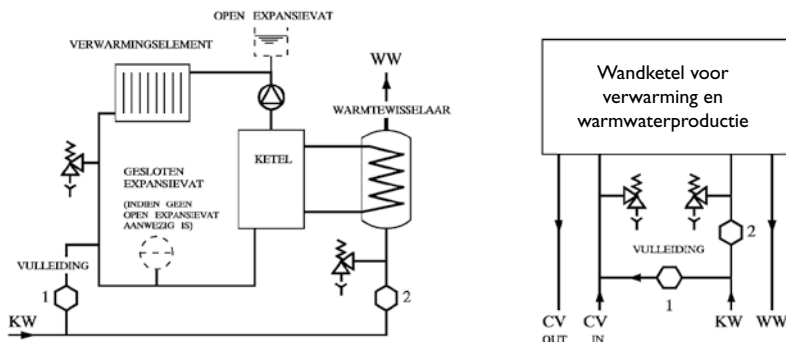 OPEN EXPANSIEVAT
VERWARMINGSELEMENT
WW
WARMTEWISSELAAR
KETEL
GESLOTEN
EXPANSIEVAT
(INDIEN GEEN
OPEN EXPANSIEVAT
AANWEZIG IS)
VULLEIDING
1
2
KW
Wandketel voor
verwarming en
warmwaterproductie
2
VULLEIDING
1
CV
OUT
CV
IN
KW
WW